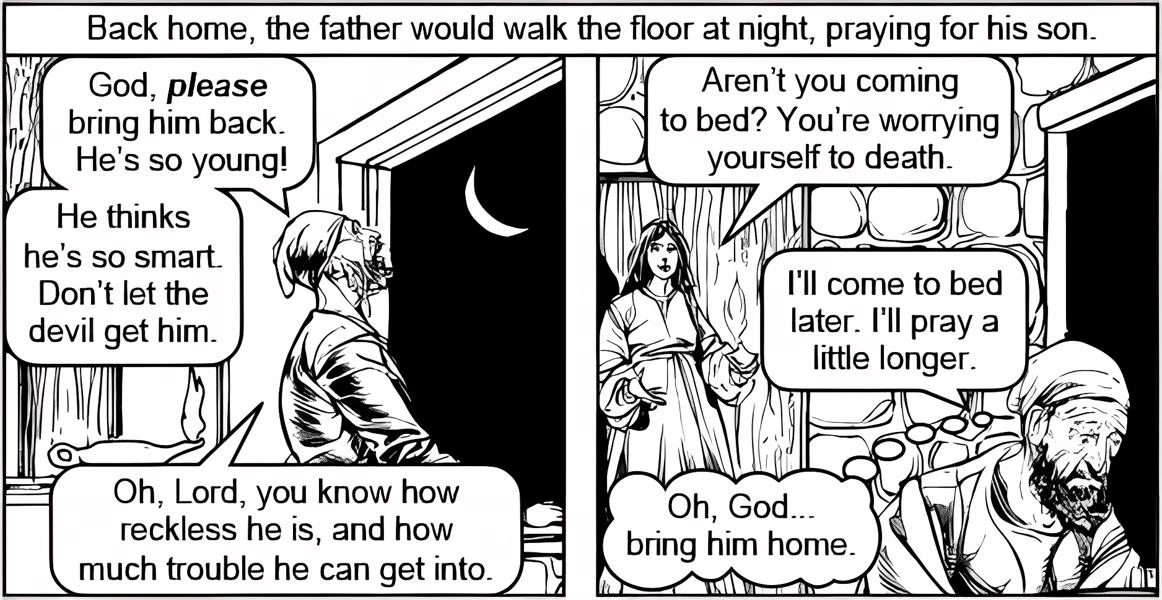 Back home, the father would walk the floor at night, praying for his son.
God, please
bring him back.
He's so young!
He thinks
he's so smart.
Don't let the
devil get him.
Oh, Lord, you know how
reckless he is, and how
much trouble he can get into.
Aren't you coming
to bed? You're worrying
yourself to death.
I'll come to bed
later. I'll pray a
little longer.
Oh, God...
bring him home.